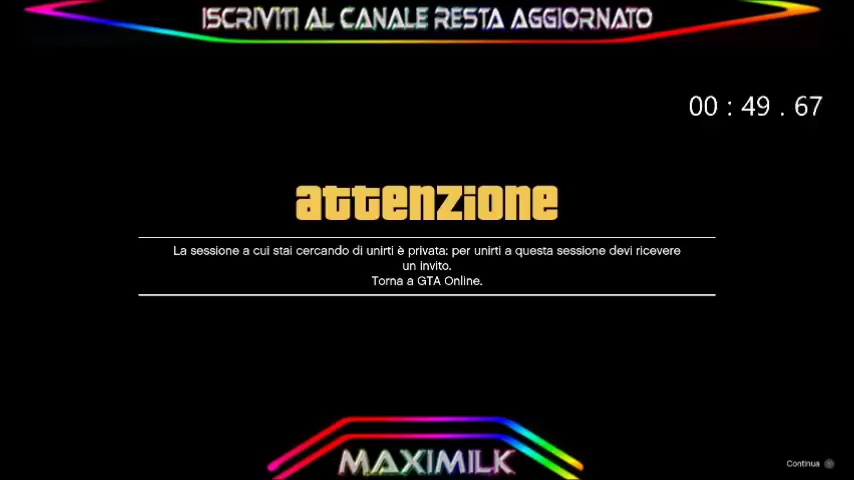 ISCRIVITI AL CANALE RESTA AGGIORNATO
00 : 49 . 67
attenzione
La sessione a cui stai cercando di unirti è privata: per unirti a questa sessione devi ricevere
un invito.
Torna a GTA Online.
MAXIMILK
Continua